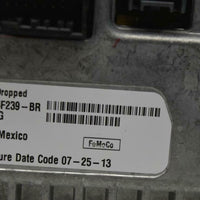 Dropped
F239-BR
G
Mexico
FoMoCo
ure Date Code 07-25-13